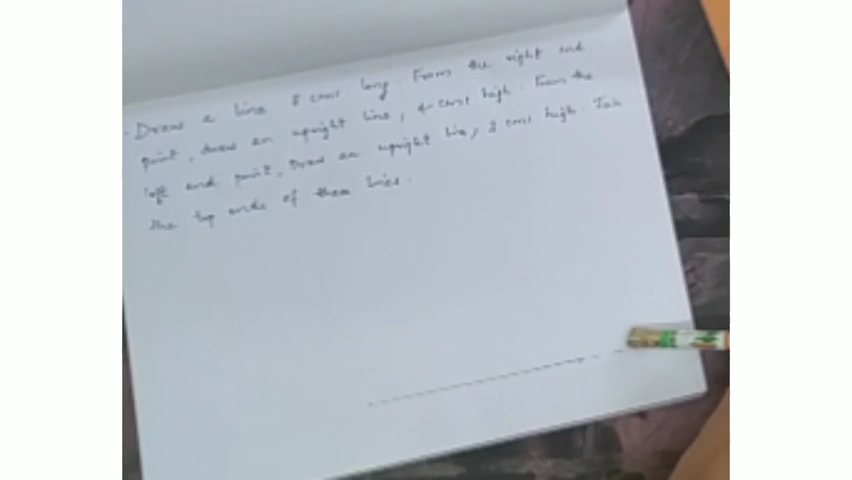 . Draw a line 8 cms long. From the right end
point, draw an upright line, 4 cms high. From the
left end point, draw an upright line, 3 cms high. Join
the top ends of these lines.